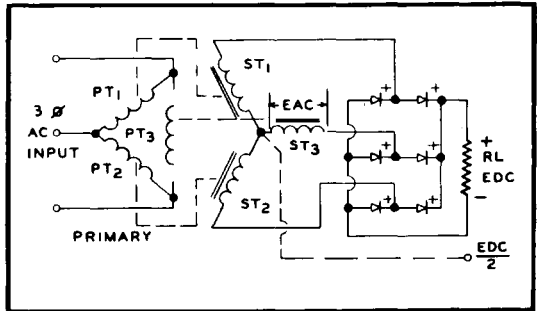 ST1
PT1
3 Ø
AC
INPUT
PT3
EAC
ST3
PT2
ST2
+
+
+
+
+
+
+
RL
EDC
-
PRIMARY
EDC
2